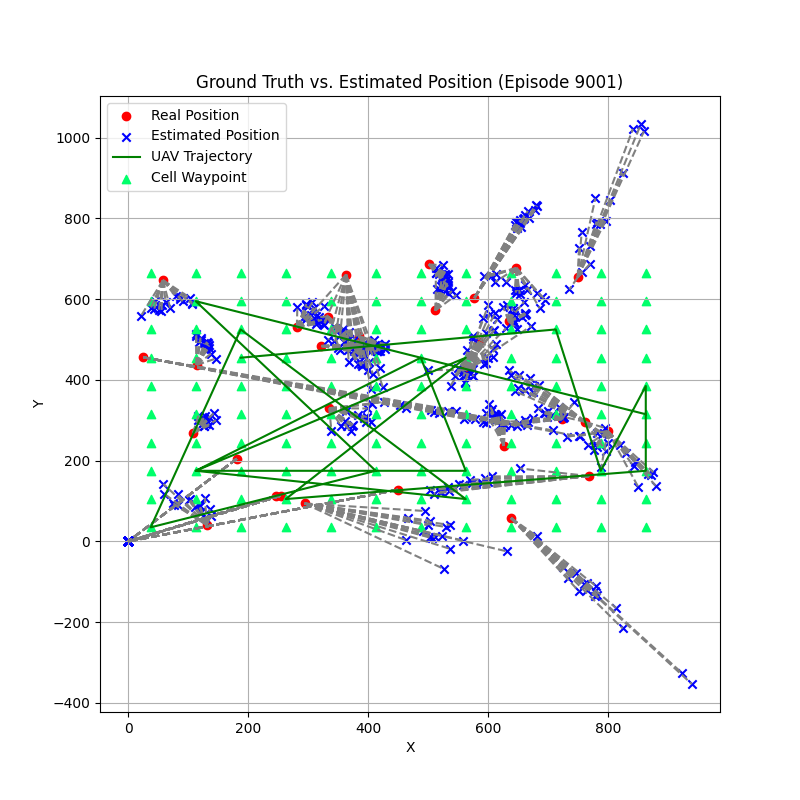 Ground Truth vs. Estimated Position (Episode 9001)
Real Position
Estimated Position
UAV Trajectory
Cell Waypoint
1000
800
600
400
200
0
−200
−400
Y
0 200 400 600 800
X